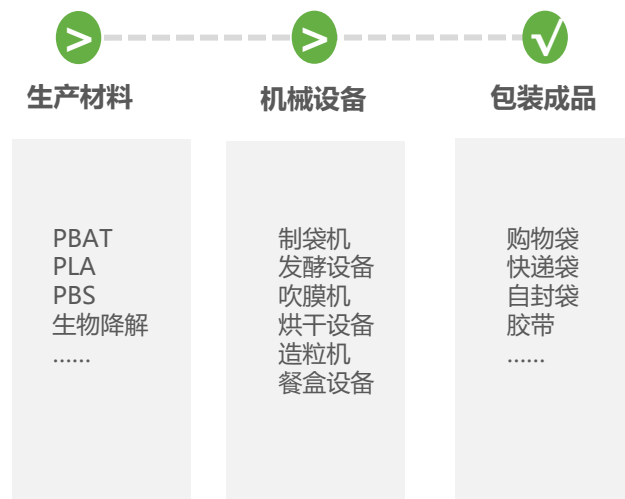 >
>
√
生产材料
机械设备
包装成品
PBAT
PLA
PBS
生物降解
……
制袋机
发酵设备
吹膜机
烘干设备
造粒机
餐盒设备
购物袋
快递袋
自封袋
胶带
……